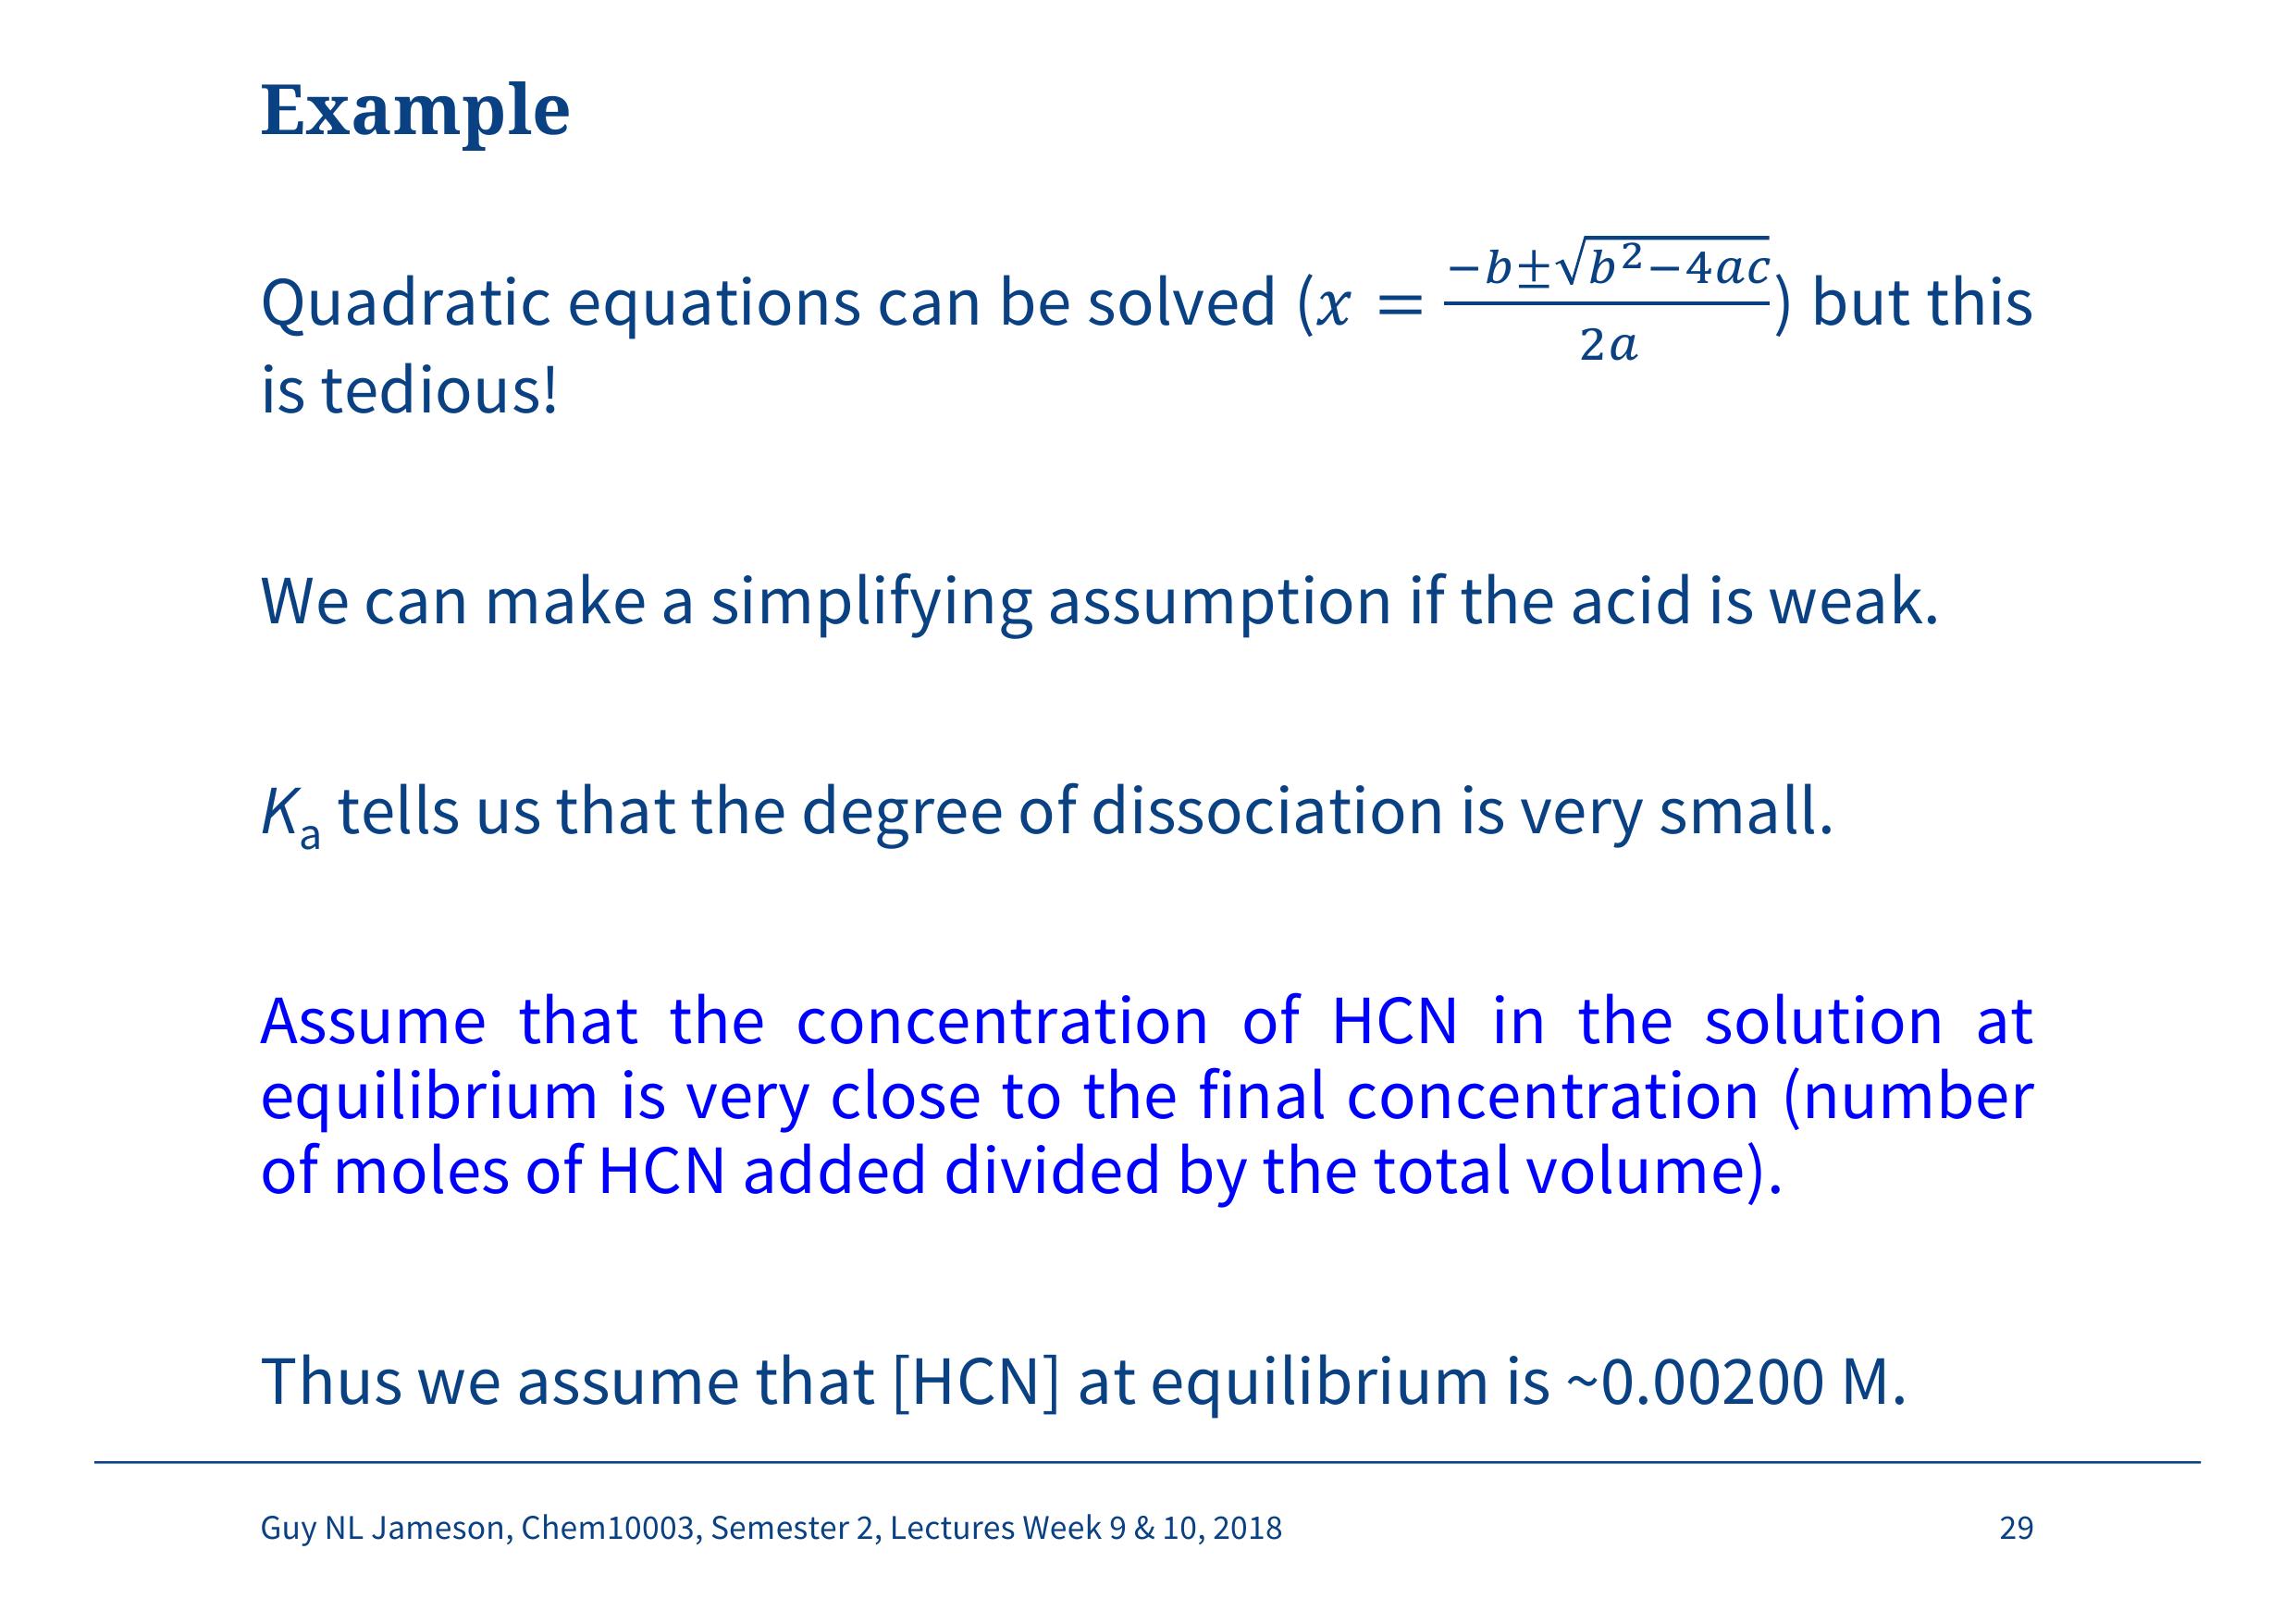 Example
Quadratic equations can be solved (x = \frac{-b±\sqrt{b^2-4ac}}{2a}) but this
is tedious!
We can make a simplifying assumption if the acid is weak.
K_a tells us that the degree of dissociation is very small.
Assume that the concentration of HCN in the solution at
equilibrium is very close to the final concentration (number
of moles of HCN added divided by the total volume).
Thus we assume that [HCN] at equilibrium is ~0.00200 M.
Guy NL Jameson, Chem10003, Semester 2, Lectures Week 9 & 10, 2018 29